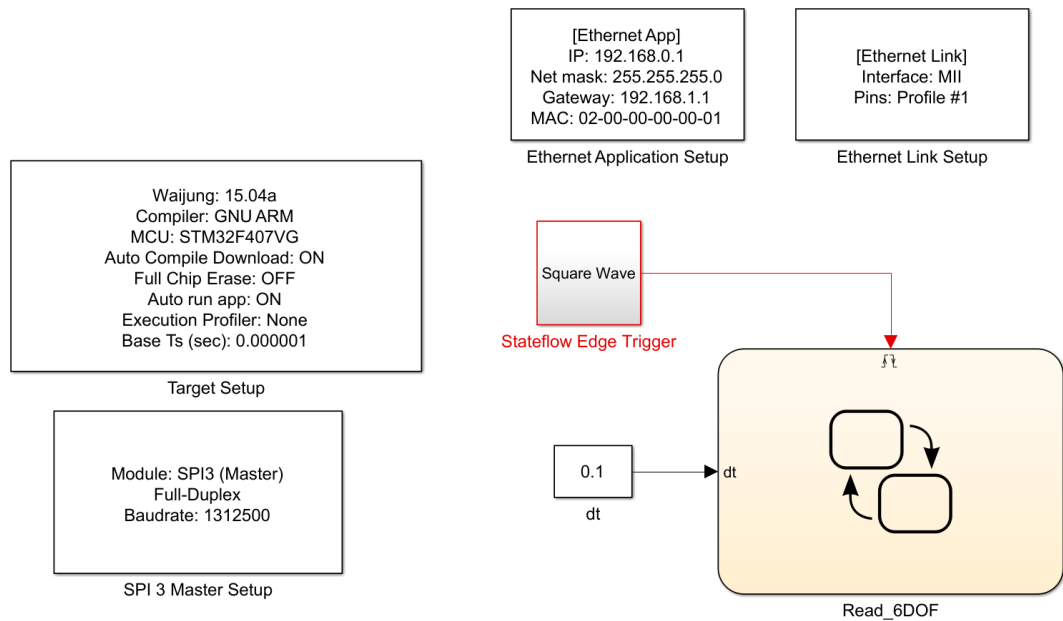 [Ethernet App]
IP: 192.168.0.1
Net mask: 255.255.255.0
Gateway: 192.168.1.1
MAC: 02-00-00-00-00-01
Ethernet Application Setup
[Ethernet Link]
Interface: MII
Pins: Profile #1
Ethernet Link Setup
Waijung: 15.04a
Compiler: GNU ARM
MCU: STM32F407VG
Auto Compile Download: ON
Full Chip Erase: OFF
Auto run app: ON
Execution Profiler: None
Base Ts (sec): 0.000001
Target Setup
Square Wave
Stateflow Edge Trigger
Module: SPI3 (Master)
Full-Duplex
Baudrate: 1312500
SPI 3 Master Setup
0.1
dt
dt
Read_6DOF